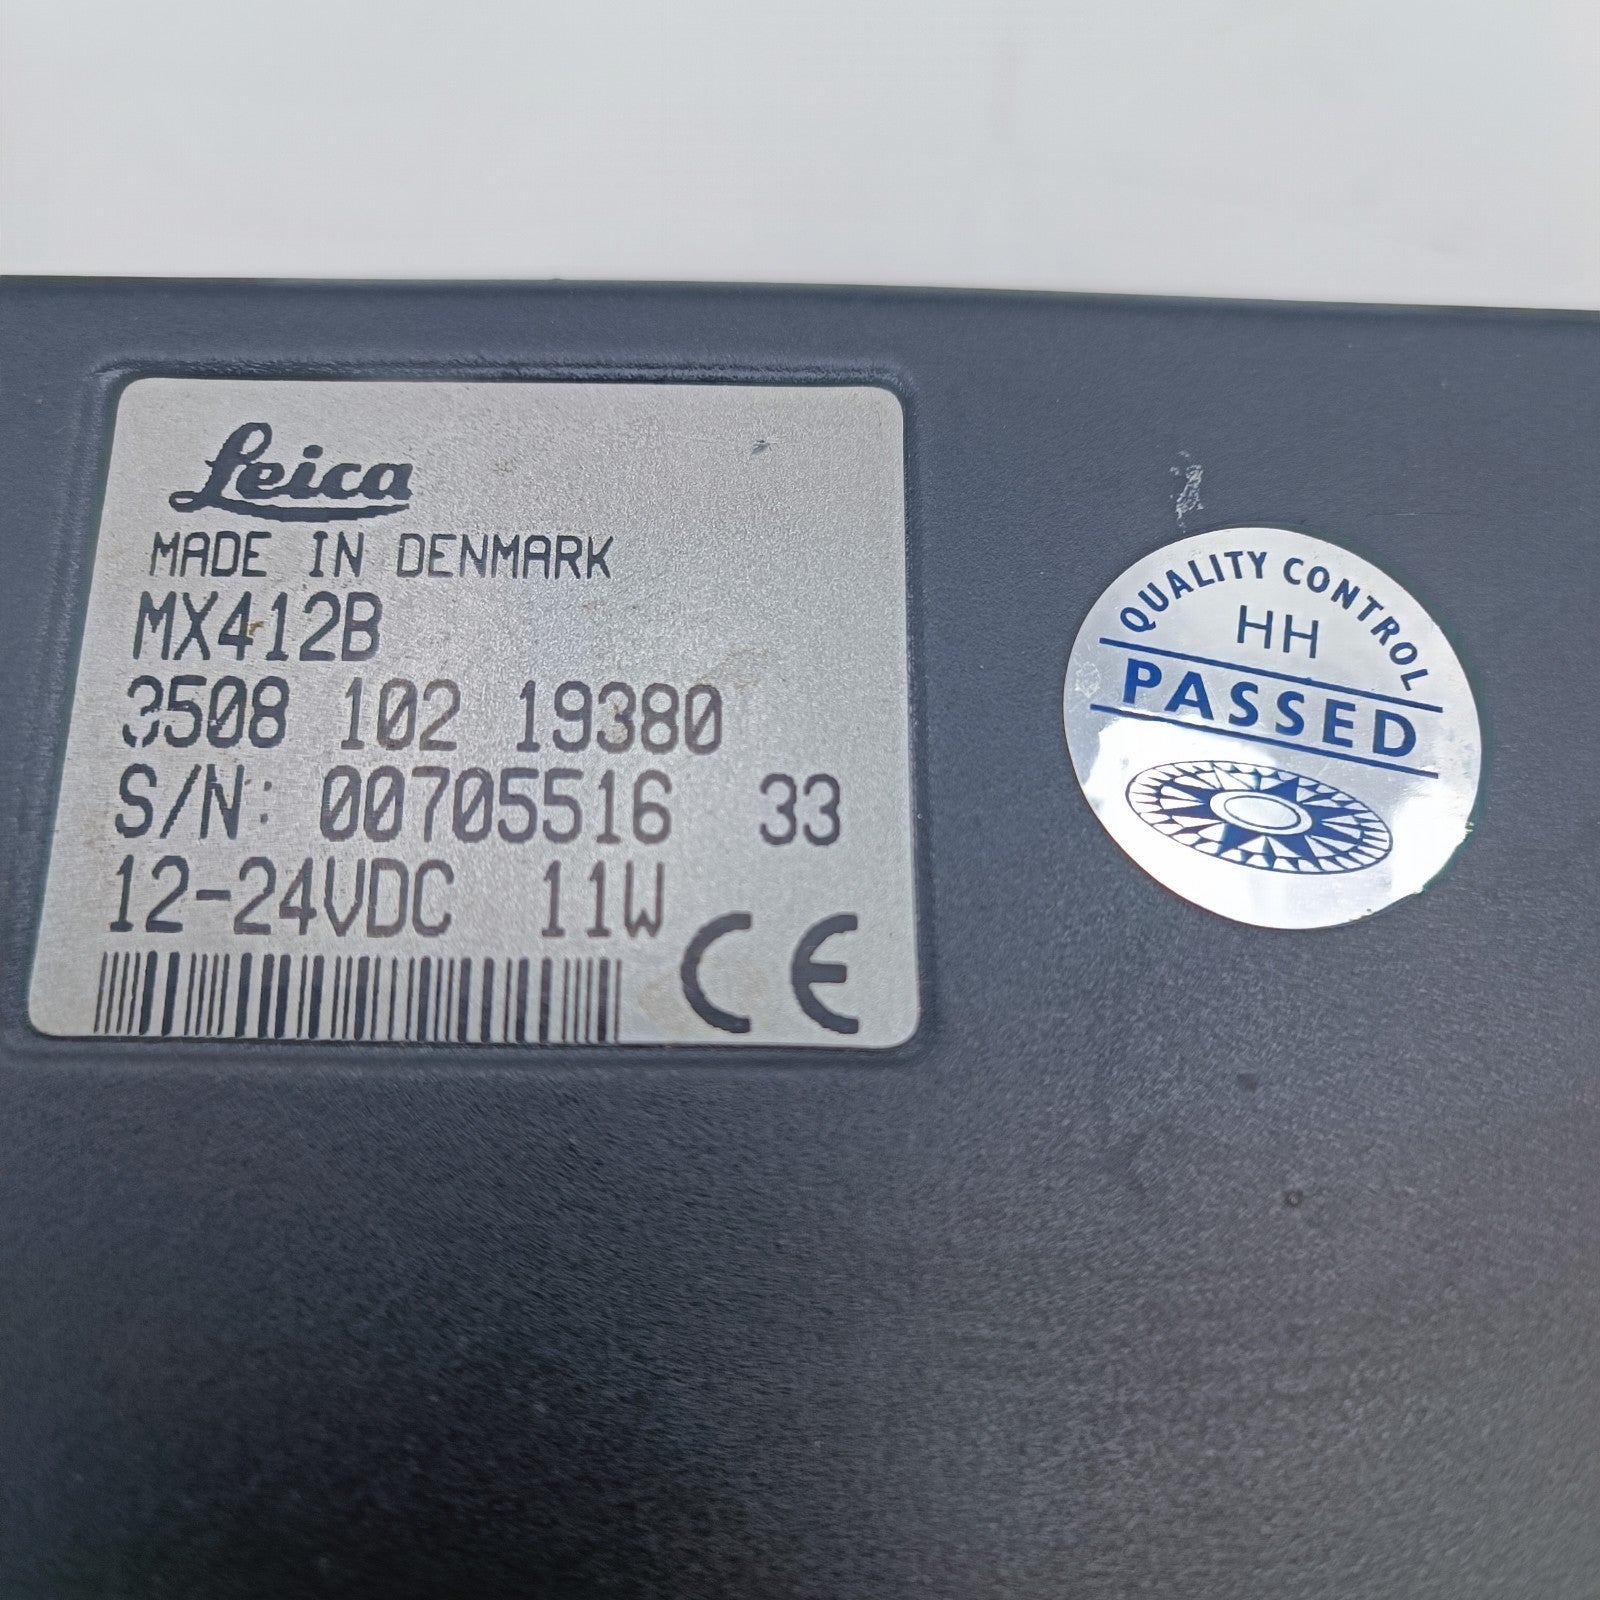 Leica
MADE IN DENMARK
MX412B
3508 102 19380
S/N: 00705516 33
12-24VDC 11W
CE
QUALITY CONTROL
HH
PASSED